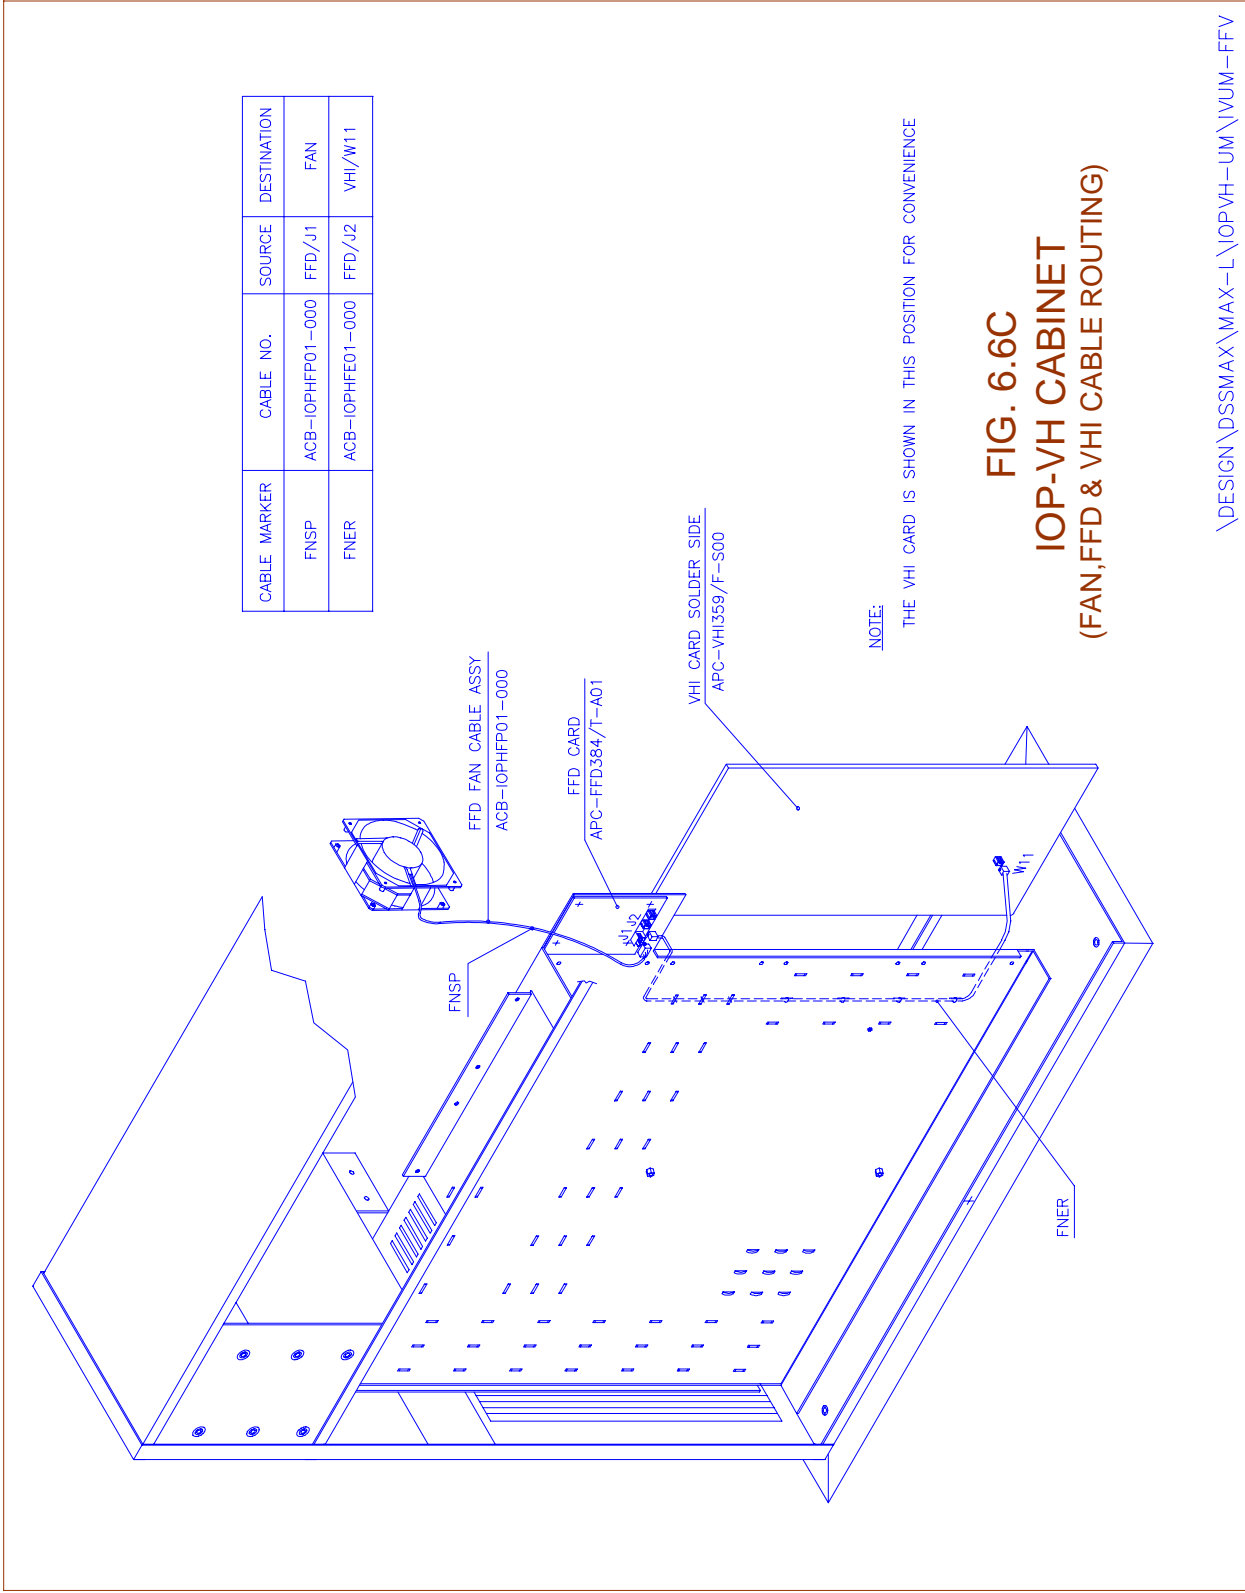 CABLE MARKER CABLE NO. SOURCE DESTINATION
FNSP ACB-IOPHFP01-000 FFD/J1 FAN
FNER ACB-IOPHFE01-000 FFD/J2 VHI/W11
FFD FAN CABLE ASSY
ACB-IOPHFP01-000
FNSP
FFD CARD
APC-FFD384/T-A01
J1
J2
VHI CARD SOLDER SIDE
APC-VHI359/F-S00
W11
FNER
NOTE:
THE VHI CARD IS SHOWN IN THIS POSITION FOR CONVENIENCE
FIG. 6.6C
IOP-VH CABINET
(FAN,FFD & VHI CABLE ROUTING)
\DESIGN\DSSMAX\MAX-L\IOPVH-UM\IVUM-FFV